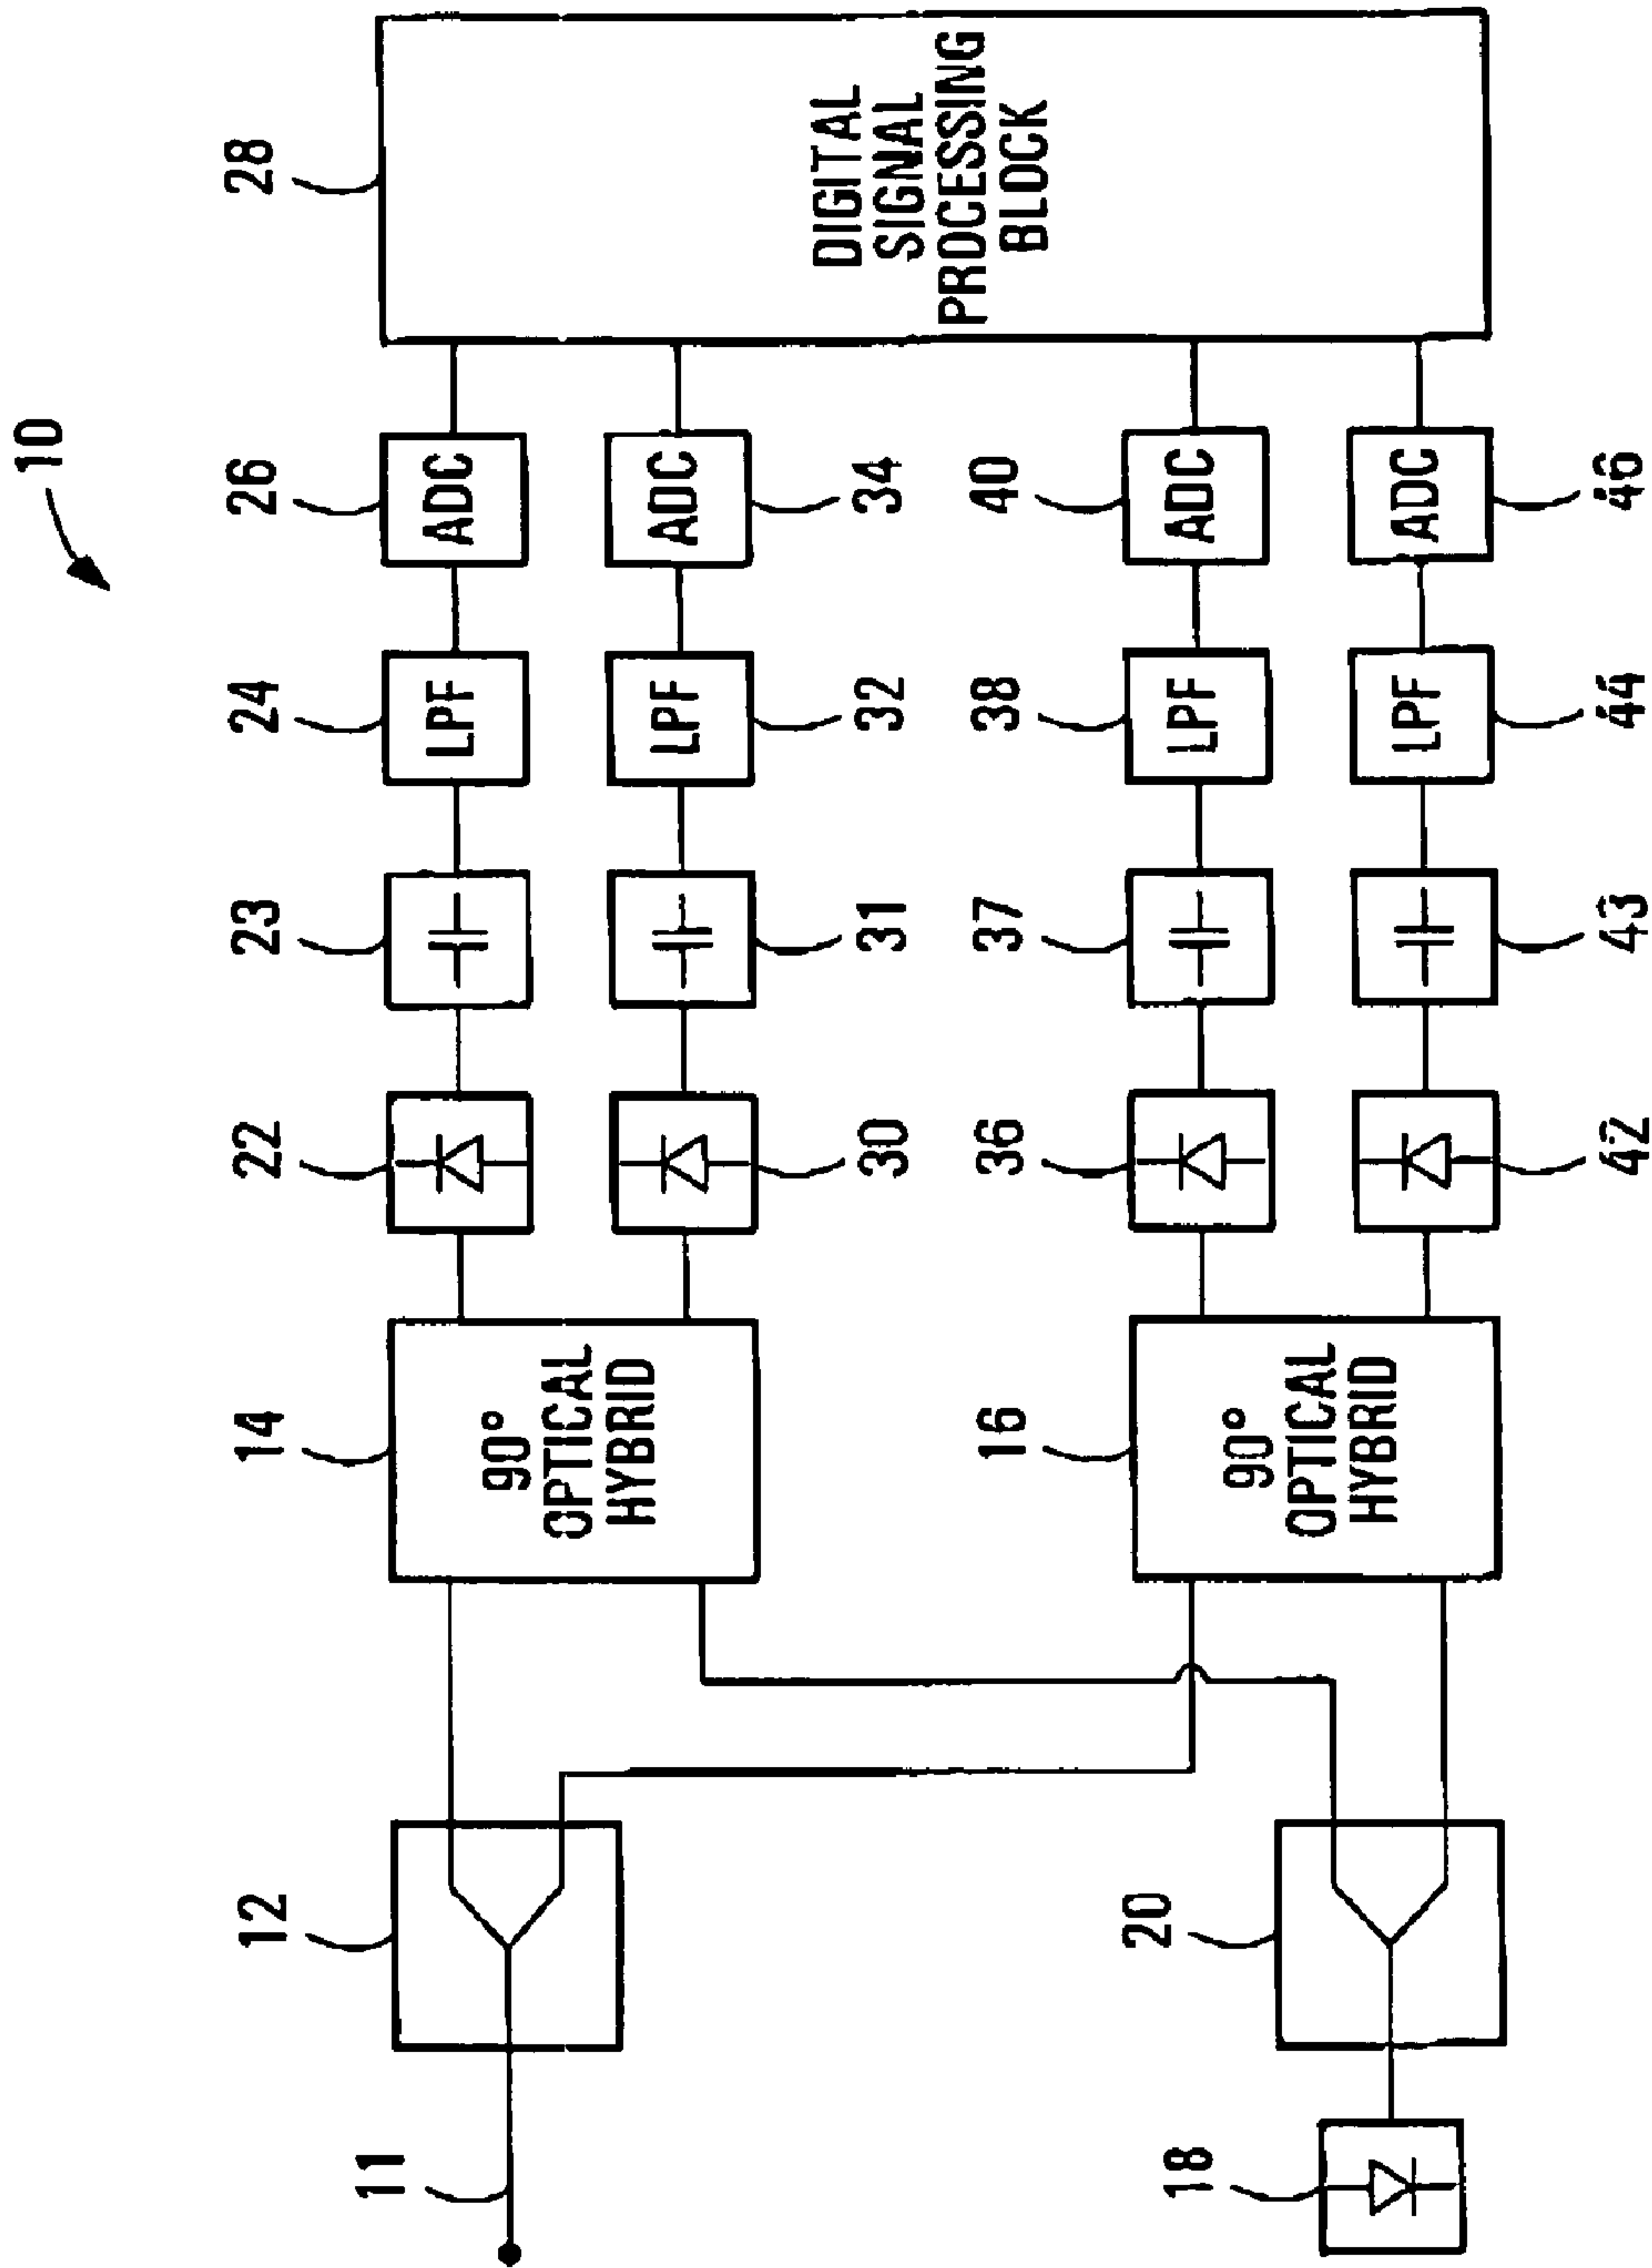 10
28
DIGITAL
SIGNAL
PROCESSING
BLOCK
11
12
14
22
23
24
26
90°
OPTICAL
HYBRID
LPF
ADC
LPF
ADC
30
31
32
34
18
20
16
36
37
38
40
90°
OPTICAL
HYBRID
LPF
ADC
LPF
ADC
42
43
44
46